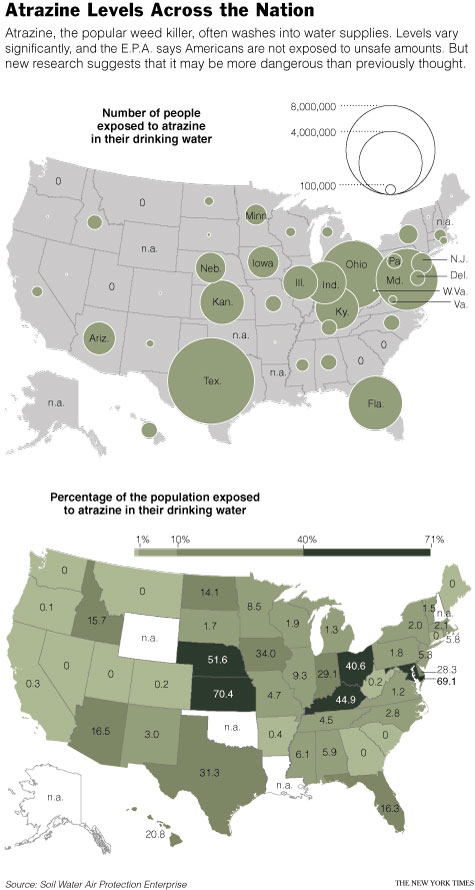 Atrazine Levels Across the Nation
Atrazine, the popular weed killer, often washes into water supplies. Levels vary
significantly, and the E.P.A. says Americans are not exposed to unsafe amounts. But
new research suggests that it may be more dangerous than previously thought.
Number of people
exposed to atrazine
in their drinking water
8,000,000
4,000,000
100,000
0
0
Minn.
n.a.
n.a.
Neb.
Iowa
Ohio
Pa.
N.J.
Del.
0
Kan.
Ill.
Ind.
Md.
W.Va.
Va.
Ky.
Ariz.
n.a.
0
Tex.
n.a.
0
n.a.
Fla.
Percentage of the population exposed
to atrazine in their drinking water
1%
10%
40%
71%
0
0
14.1
8.5
0
0.1
15.7
1.7
1.9
1.3
2.0
1.5
n.a.
2.1
0
5.8
n.a.
51.6
34.0
40.6
1.8
5.8
28.3
69.1
0
0
0.2
70.4
9.3
29.1
0.2
0.3
4.7
44.9
1.2
16.5
3.0
n.a.
0.4
4.5
2.8
31.3
6.1
5.9
0
0
n.a.
n.a.
20.8
16.3
Source: Soil Water Air Protection Enterprise
THE NEW YORK TIMES